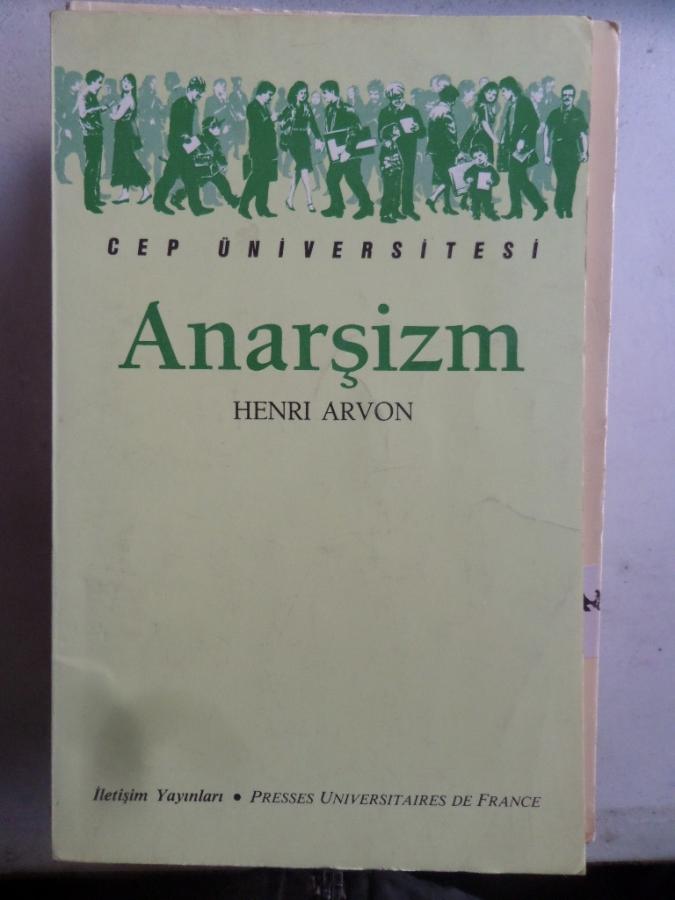 CEP ÜNİVERSİTESİ
Anarşizm
HENRI ARVON
İletişim Yayınları • PRESSES UNIVERSITAIRES DE FRANCE